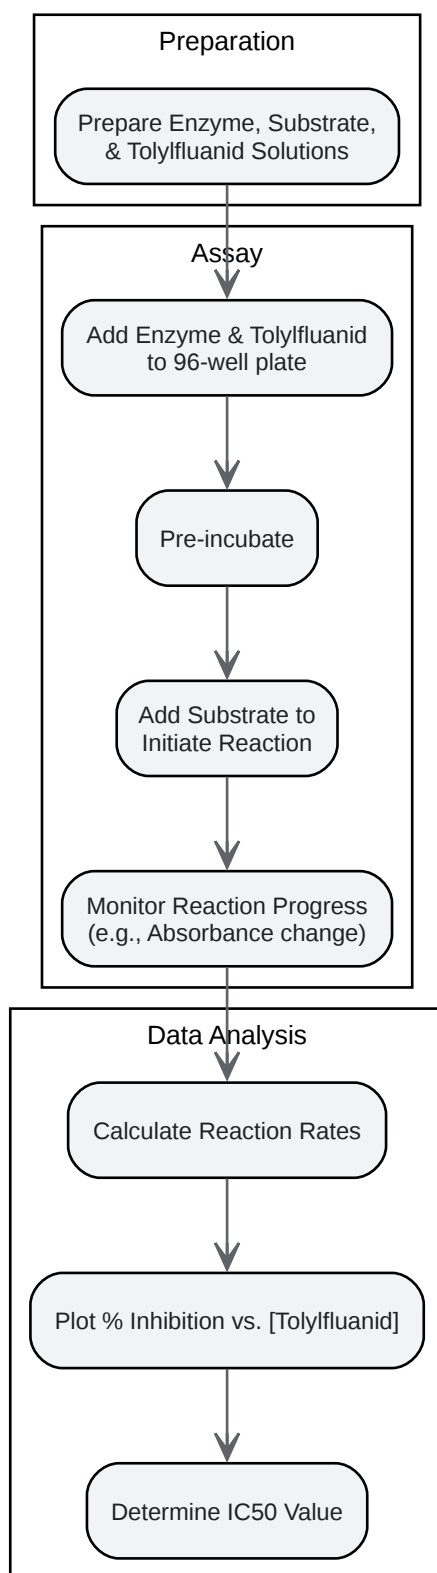 Preparation
Prepare Enzyme, Substrate,
& Tolylfluanid Solutions
Assay
Add Enzyme & Tolylfluanid
to 96-well plate
Pre-incubate
Add Substrate to
Initiate Reaction
Monitor Reaction Progress
(e.g., Absorbance change)
Data Analysis
Calculate Reaction Rates
Plot % Inhibition vs. [Tolylfluanid]
Determine IC50 Value